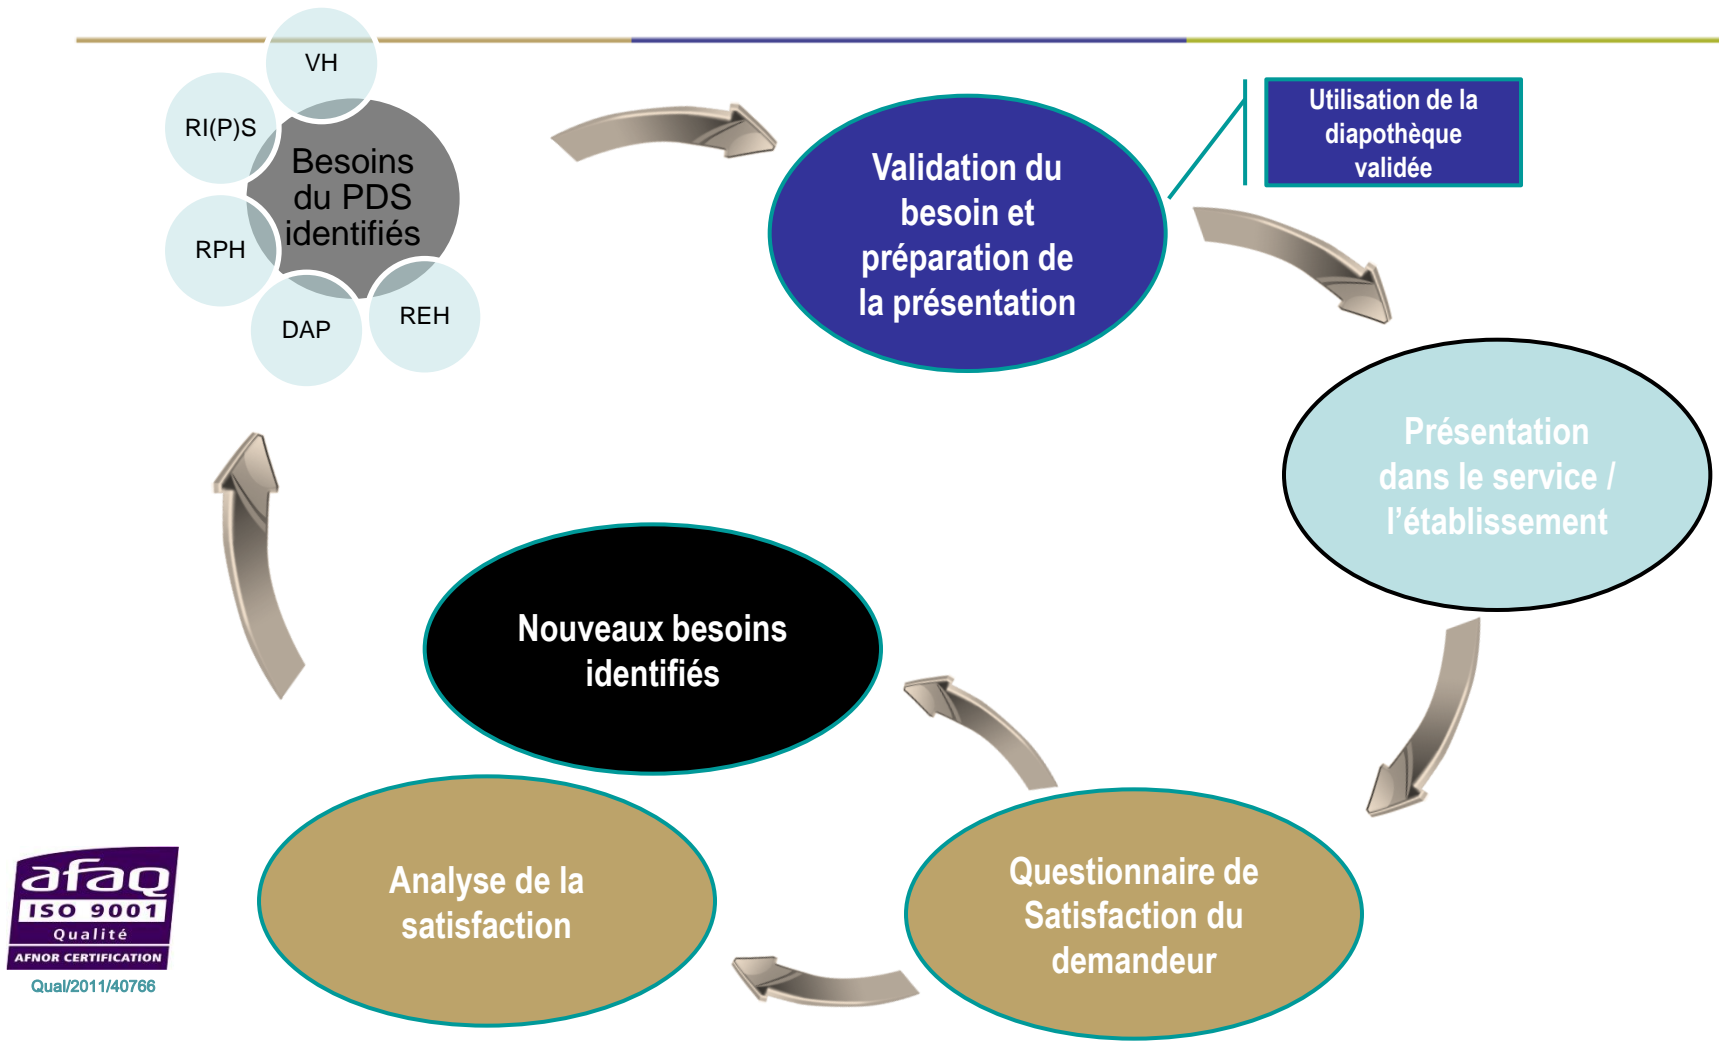 VH
RI(P)S
Besoins
du PDS
identifiés
RPH
DAP
REH
Validation du
besoin et
préparation de
la présentation
Utilisation de la
diapothèque
validée
Présentation
dans le service /
l’établissement
Nouveaux besoins
identifiés
Analyse de la
satisfaction
Questionnaire de
Satisfaction du
demandeur
afaq
ISO 9001
Qualité
AFNOR CERTIFICATION
Qual/2011/40766